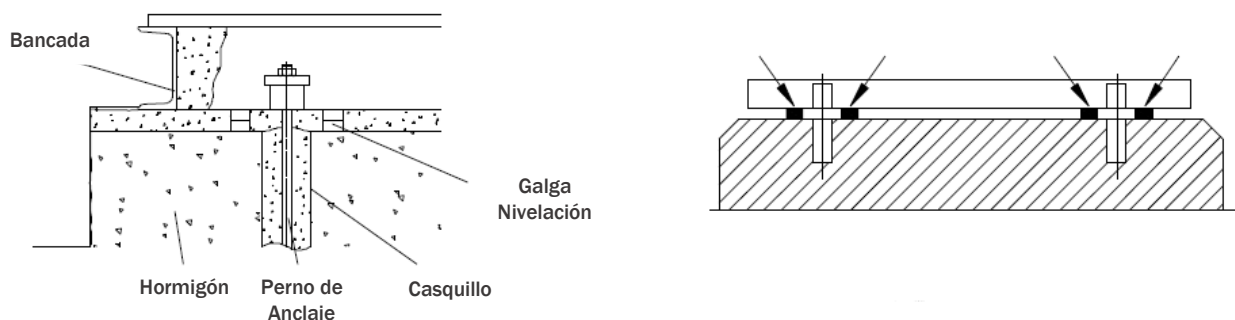 Bancada
Galga
Nivelación
Hormigón
Perno de
Anclaje
Casquillo